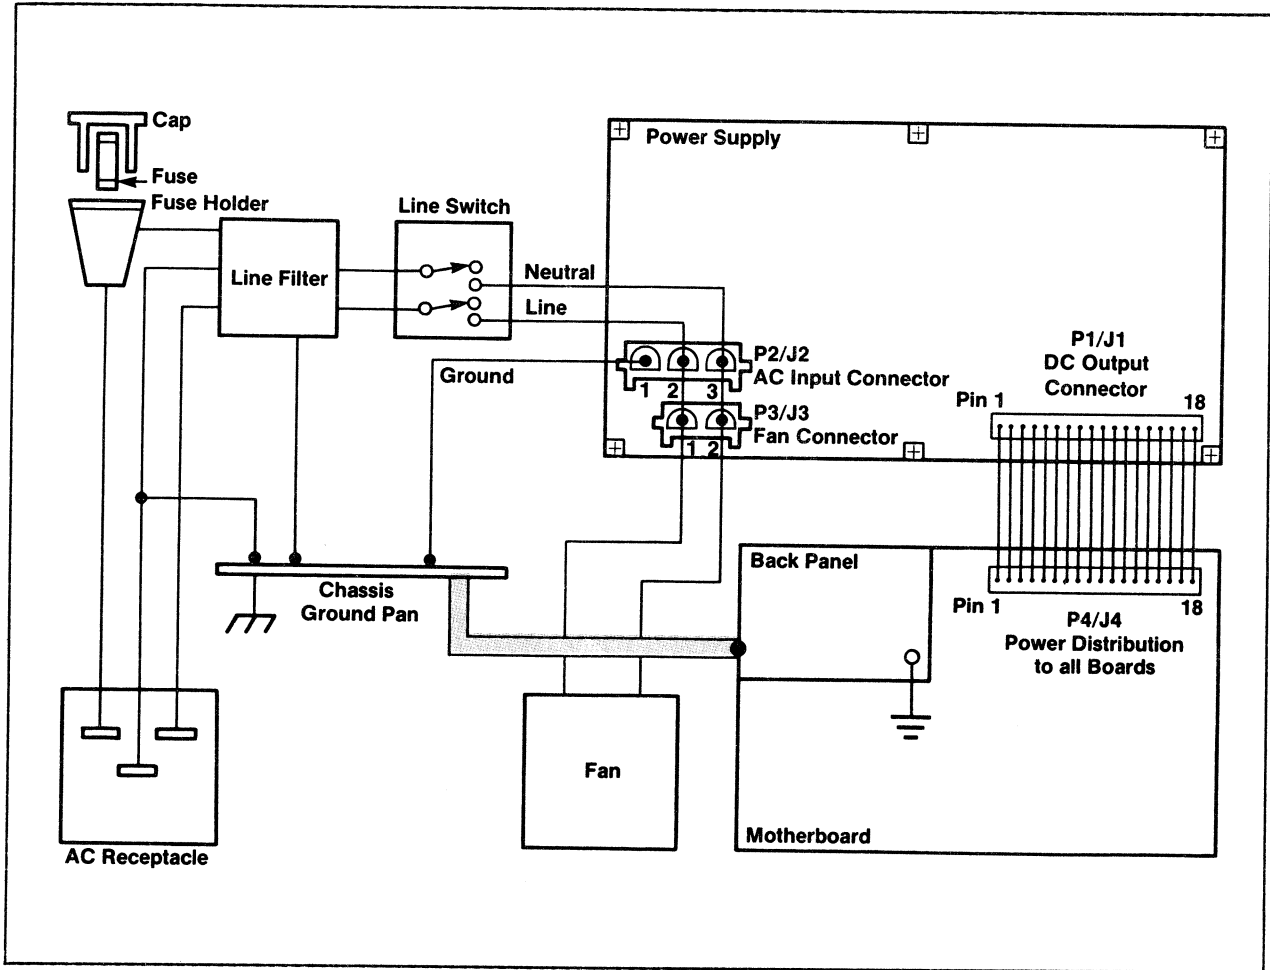 Cap
Fuse
Fuse Holder
Line Filter
Line Switch
Neutral
Line
Ground
Power Supply
P2/J2
AC Input Connector
1 2 3
P3/J3
Fan Connector
1 2
P1/J1
DC Output
Connector
Pin 1
18
Chassis
Ground Pan
Back Panel
Pin 1
18
P4/J4
Power Distribution
to all Boards
Fan
Motherboard
AC Receptacle